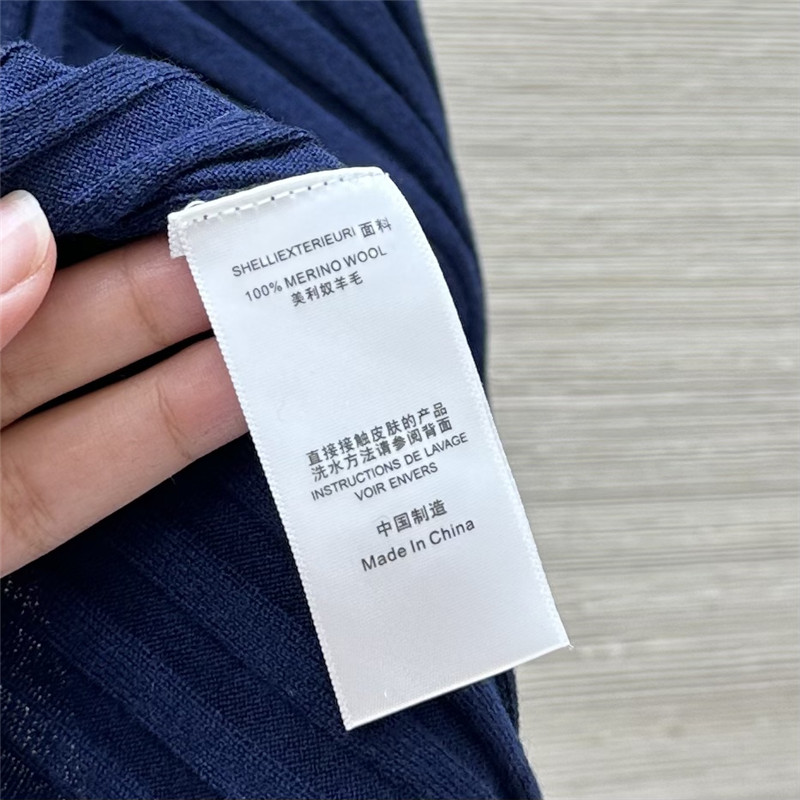 SHELLIEXTERIEURI 面料
100% MERINO WOOL
美利奴羊毛
直接接触皮肤的产品
洗水方法请参阅背面
INSTRUCTIONS DE LAVAGE
VOIR ENVERS
中国制造
Made In China